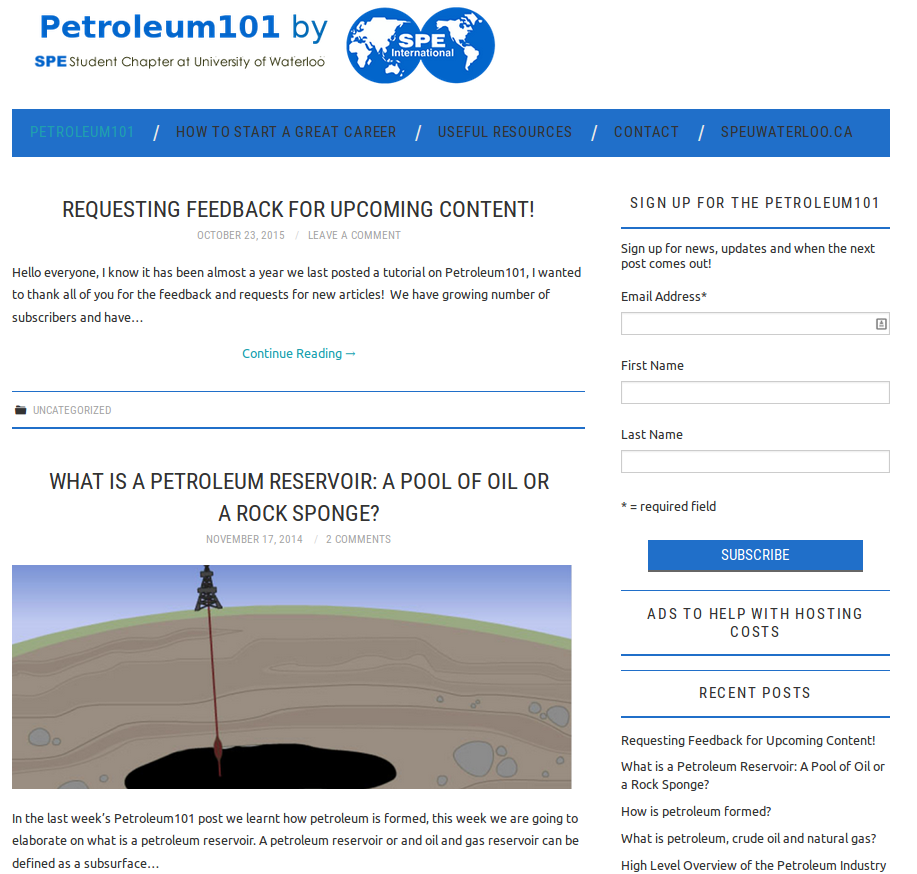 Petroleum101 by
SPE Student Chapter at University of Waterloo
SPE
International
PETROLEUM101 / HOW TO START A GREAT CAREER / USEFUL RESOURCES / CONTACT / SPEUWATERLOO.CA
REQUESTING FEEDBACK FOR UPCOMING CONTENT!
OCTOBER 23, 2015 / LEAVE A COMMENT
Hello everyone, I know it has been almost a year we last posted a tutorial on Petroleum101, I wanted
to thank all of you for the feedback and requests for new articles! We have growing number of
subscribers and have…
Continue Reading →
UNCATEGORIZED
WHAT IS A PETROLEUM RESERVOIR: A POOL OF OIL OR
A ROCK SPONGE?
NOVEMBER 17, 2014 / 2 COMMENTS
In the last week's Petroleum101 post we learnt how petroleum is formed, this week we are going to
elaborate on what is a petroleum reservoir. A petroleum reservoir or and oil and gas reservoir can be
defined as a subsurface…
SIGN UP FOR THE PETROLEUM101
Sign up for news, updates and when the next
post comes out!
Email Address*
First Name
Last Name
* = required field
SUBSCRIBE
ADS TO HELP WITH HOSTING
COSTS
RECENT POSTS
Requesting Feedback for Upcoming Content!
What is a Petroleum Reservoir: A Pool of Oil or
a Rock Sponge?
How is petroleum formed?
What is petroleum, crude oil and natural gas?
High Level Overview of the Petroleum Industry